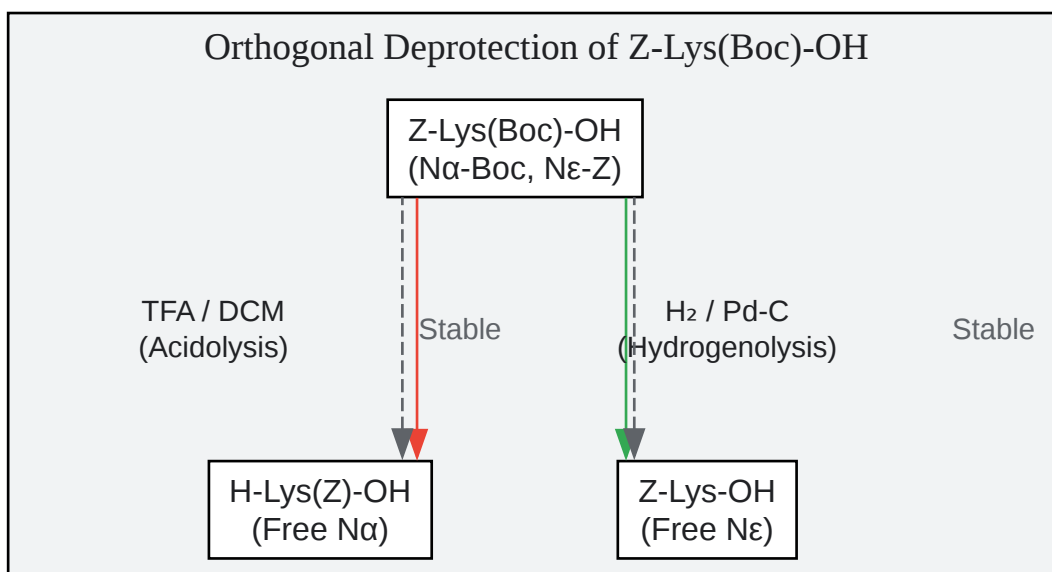 Orthogonal Deprotection of Z-Lys(Boc)-OH
Z-Lys(Boc)-OH
(Nα-Boc, Nε-Z)
TFA / DCM
(Acidolysis)
Stable
H₂ / Pd-C
(Hydrogenolysis)
Stable
H-Lys(Z)-OH
(Free Nα)
Z-Lys-OH
(Free Nε)